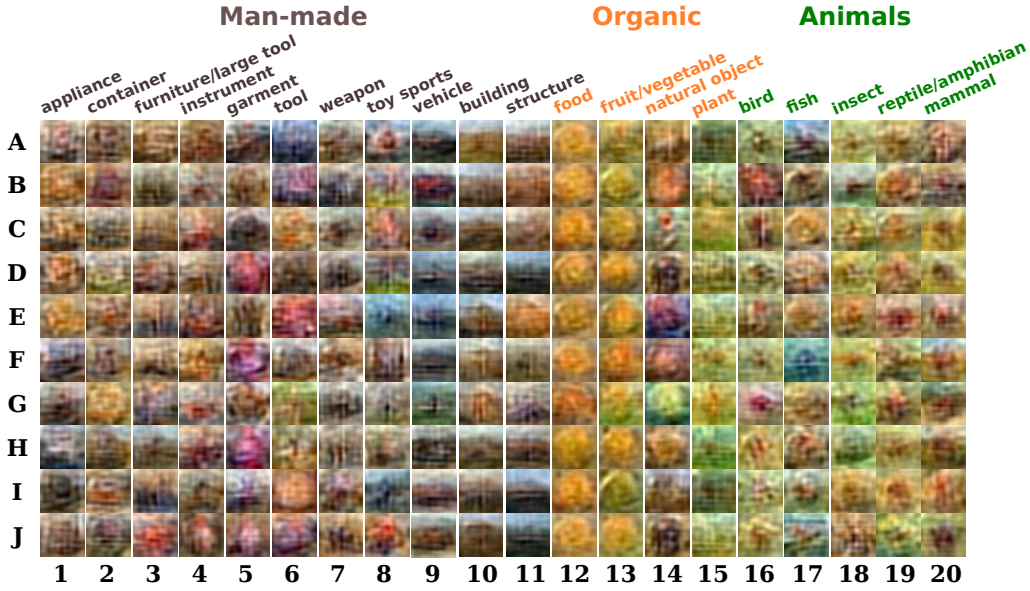 Man-made Organic Animals
appliance container furniture/large tool instrument garment tool weapon toy sports vehicle building structure food fruit/vegetable natural object plant bird fish insect reptile/amphibian mammal
A
B
C
D
E
F
G
H
I
J
1 2 3 4 5 6 7 8 9 10 11 12 13 14 15 16 17 18 19 20